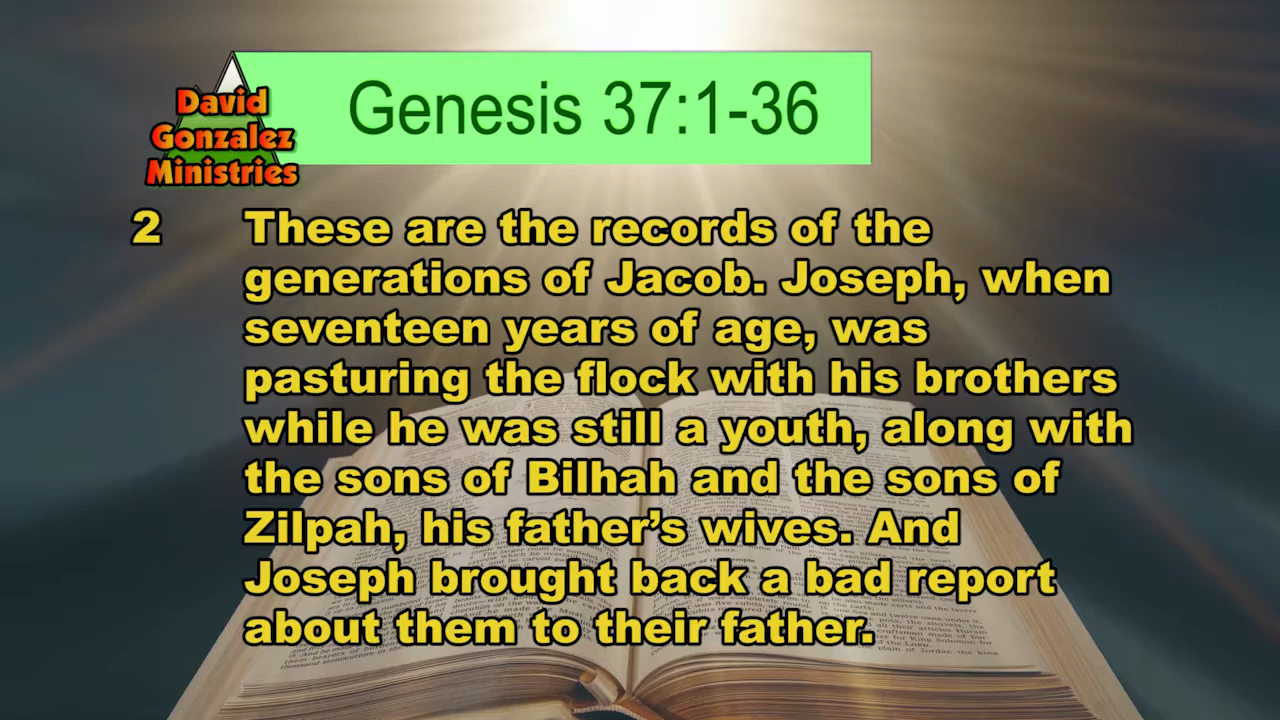 David
Gonzalez
Ministries
Genesis 37:1-36
2 These are the records of the
generations of Jacob. Joseph, when
seventeen years of age, was
pasturing the flock with his brothers
while he was still a youth, along with
the sons of Bilhah and the sons of
Zilpah, his father’s wives. And
Joseph brought back a bad report
about them to their father.